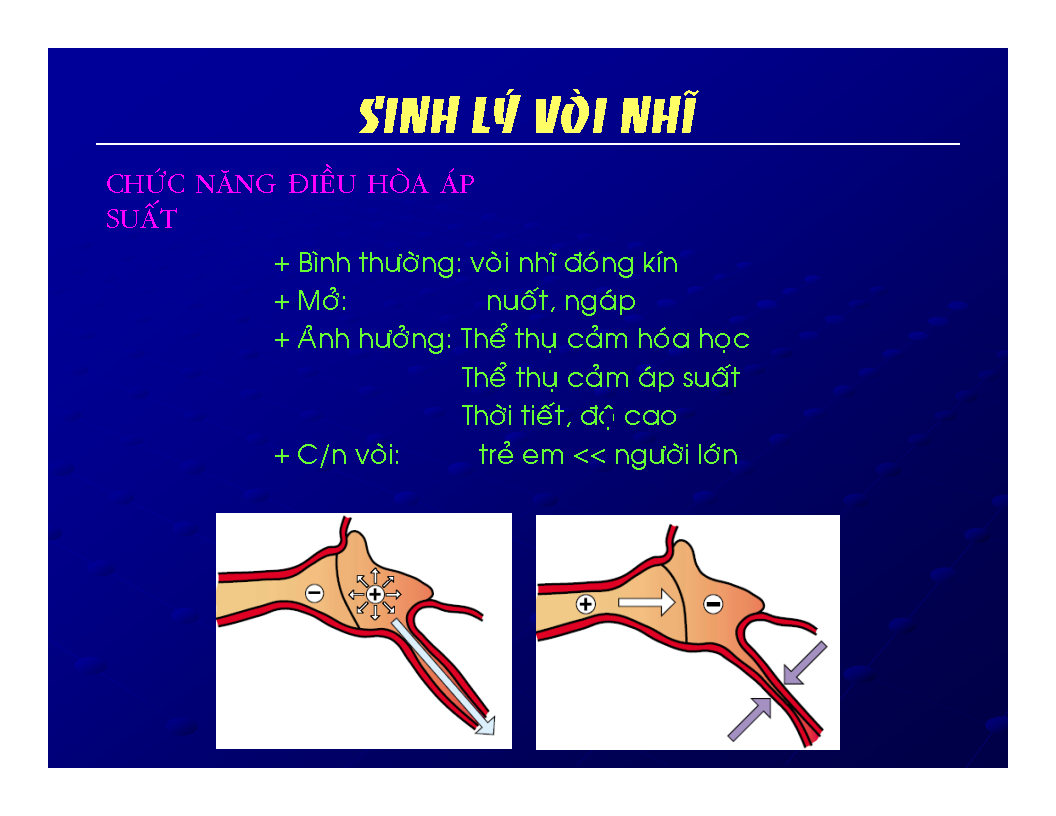 SINH LÝ VÒI NHĨ
CHỨC NĂNG ĐIỀU HÒA ÁP
SUẤT
+ Bình thường: vòi nhĩ đóng kín
+ Mở: nuốt, ngáp
+ Ảnh hưởng: Thể thụ cảm hóa học
Thể thụ cảm áp suất
Thời tiết, độ cao
+ C/n vòi: trẻ em << người lớn
− +
+ −